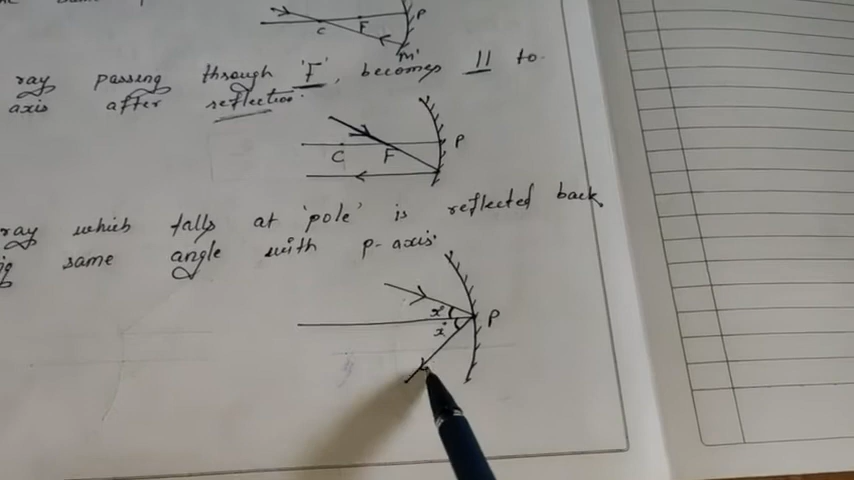 C F P
M'
ray passing through 'F', becomes 11 to
axis after reflection.
C F P
ray which falls at 'pole' is reflected back
same angle with p-axis.
x°
x° P